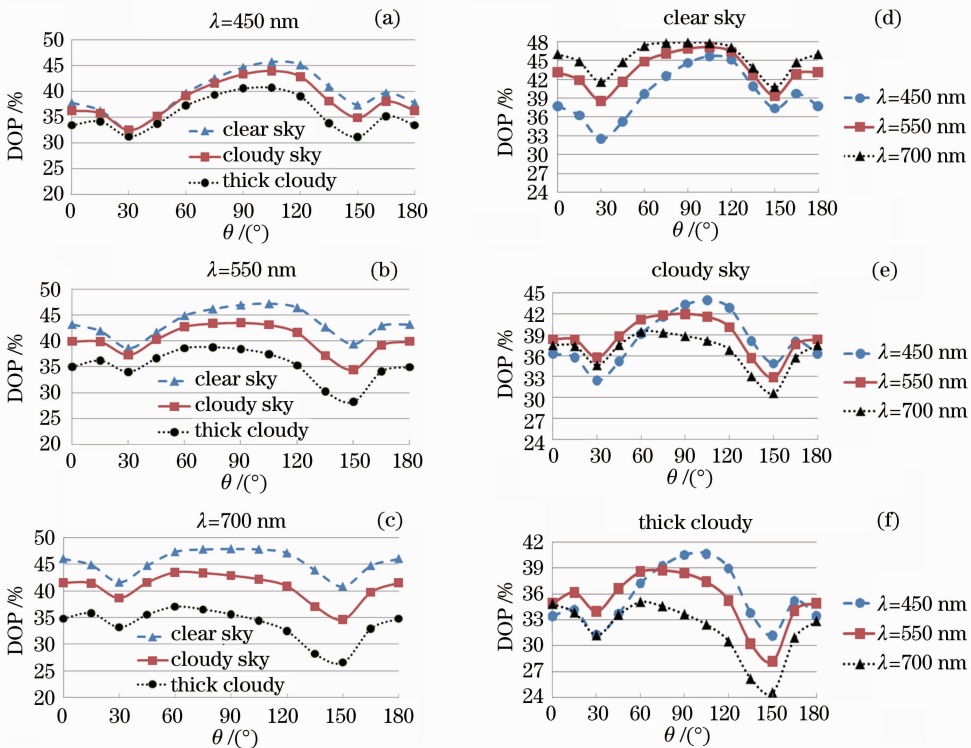 λ=450 nm
(a)
DOP /%
50
45
40
35
30
25
20
clear sky
cloudy sky
thick cloudy
0 30 60 90 120 150 180
θ /(°)
clear sky
(d)
DOP /%
48
45
42
39
36
33
30
27
24
λ=450 nm
λ=550 nm
λ=700 nm
0 30 60 90 120 150 180
θ /(°)
λ=550 nm
(b)
DOP /%
50
45
40
35
30
25
20
clear sky
cloudy sky
thick cloudy
0 30 60 90 120 150 180
θ /(°)
cloudy sky
(e)
DOP /%
45
42
39
36
33
30
27
24
λ=450 nm
λ=550 nm
λ=700 nm
0 30 60 90 120 150 180
θ /(°)
λ=700 nm
(c)
DOP /%
50
45
40
35
30
25
20
clear sky
cloudy sky
thick cloudy
0 30 60 90 120 150 180
θ /(°)
thick cloudy
(f)
DOP /%
42
39
36
33
30
27
24
λ=450 nm
λ=550 nm
λ=700 nm
0 30 60 90 120 150 180
θ /(°)